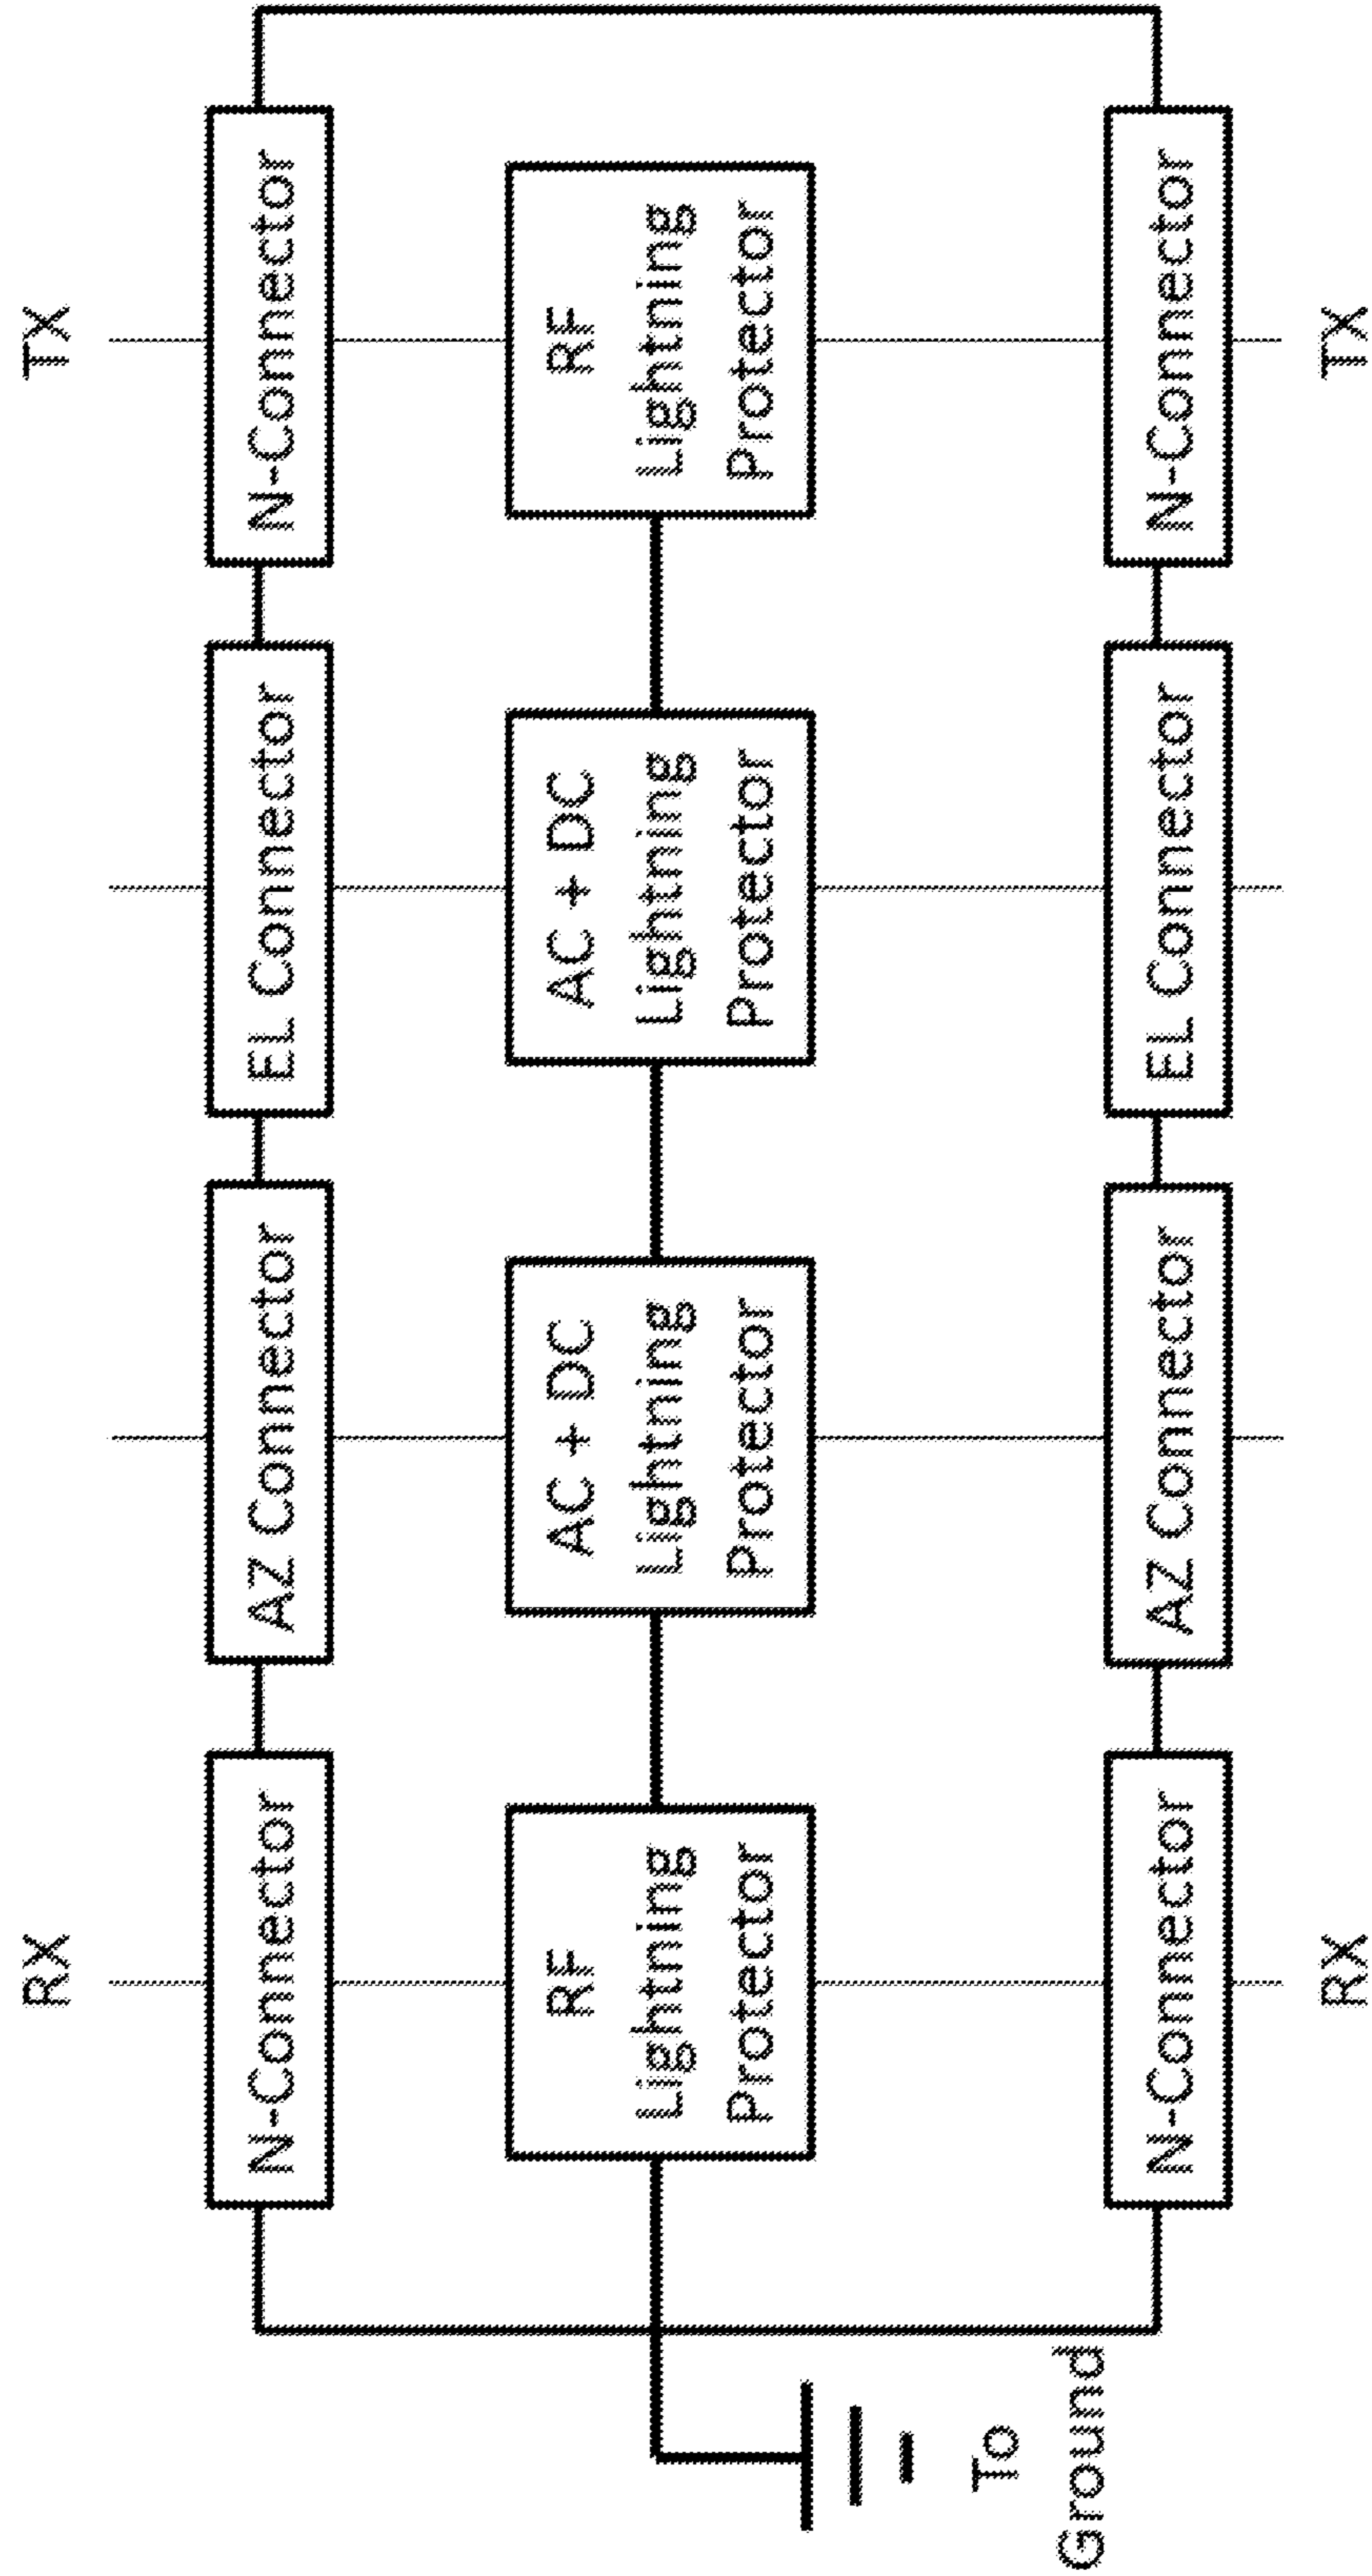 RX
TX
N-Connector
AZ Connector
EL Connector
N-Connector
RF
Lightning
Protector
AC + DC
Lightning
Protector
AC + DC
Lightning
Protector
RF
Lightning
Protector
To
Ground
N-Connector
AZ Connector
EL Connector
N-Connector
RX
TX